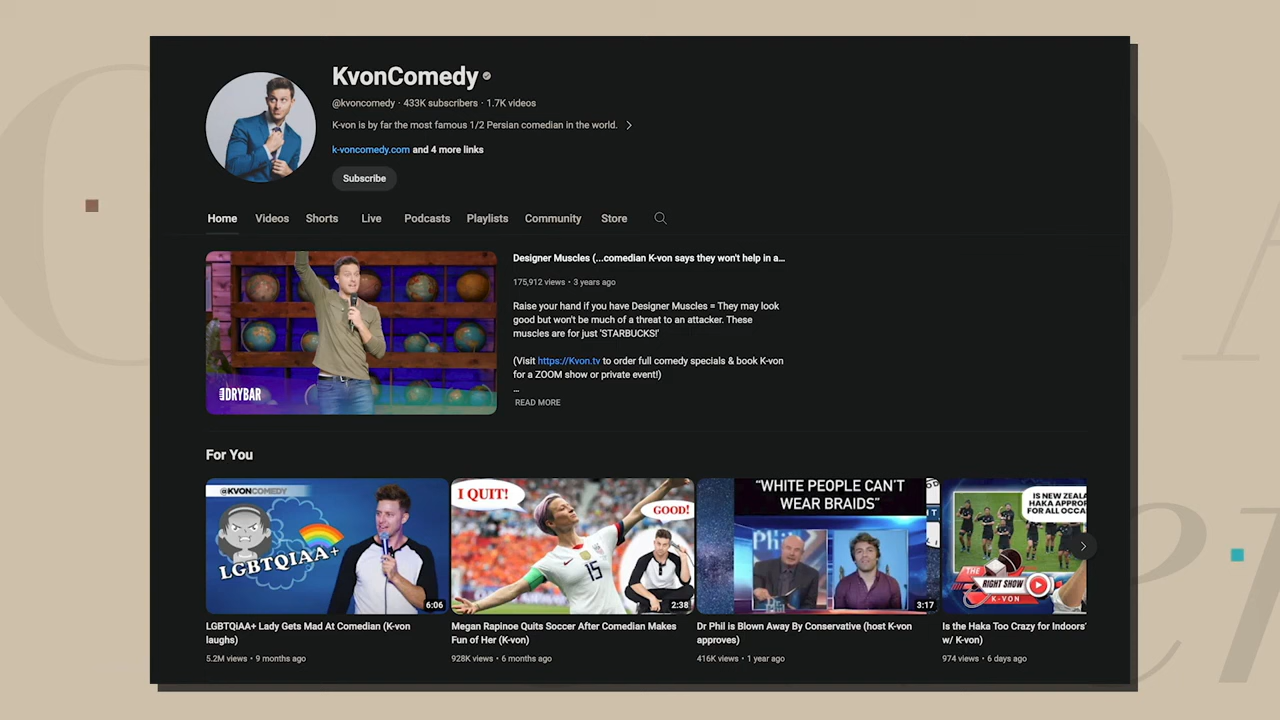 KvonComedy
@kvoncomedy · 433K subscribers · 1.7K videos
K-von is by far the most famous 1/2 Persian comedian in the world.
k-voncomedy.com and 4 more links
Subscribe
Home Videos Shorts Live Podcasts Playlists Community Store
DRYBAR
Designer Muscles (...comedian K-von says they won't help in a...
175,912 views · 3 years ago
Raise your hand if you have Designer Muscles = They may look
good but won't be much of a threat to an attacker. These
muscles are for just 'STARBUCKS!'
(Visit https://Kvon.tv to order full comedy specials & book K-von
for a ZOOM show or private event!)
...
READ MORE
For You
@KVONCOMEDY
LGBTQIAA+
6:06
LGBTQiAA+ Lady Gets Mad At Comedian (K-von
laughs)
5.2M views · 9 months ago
I QUIT!
GOOD!
15
2:38
Megan Rapinoe Quits Soccer After Comedian Makes
Fun of Her (K-von)
928K views · 6 months ago
"WHITE PEOPLE CAN'T
WEAR BRAIDS"
Phil
3:17
Dr Phil is Blown Away By Conservative (host K-von
approves)
416K views · 1 year ago
IS NEW ZEALA
HAKA APPRO
FOR ALL OCCA
THE
RIGHT SHOW
K-VON
Is the Haka Too Crazy for Indoors'
w/ K-von)
974 views · 6 days ago